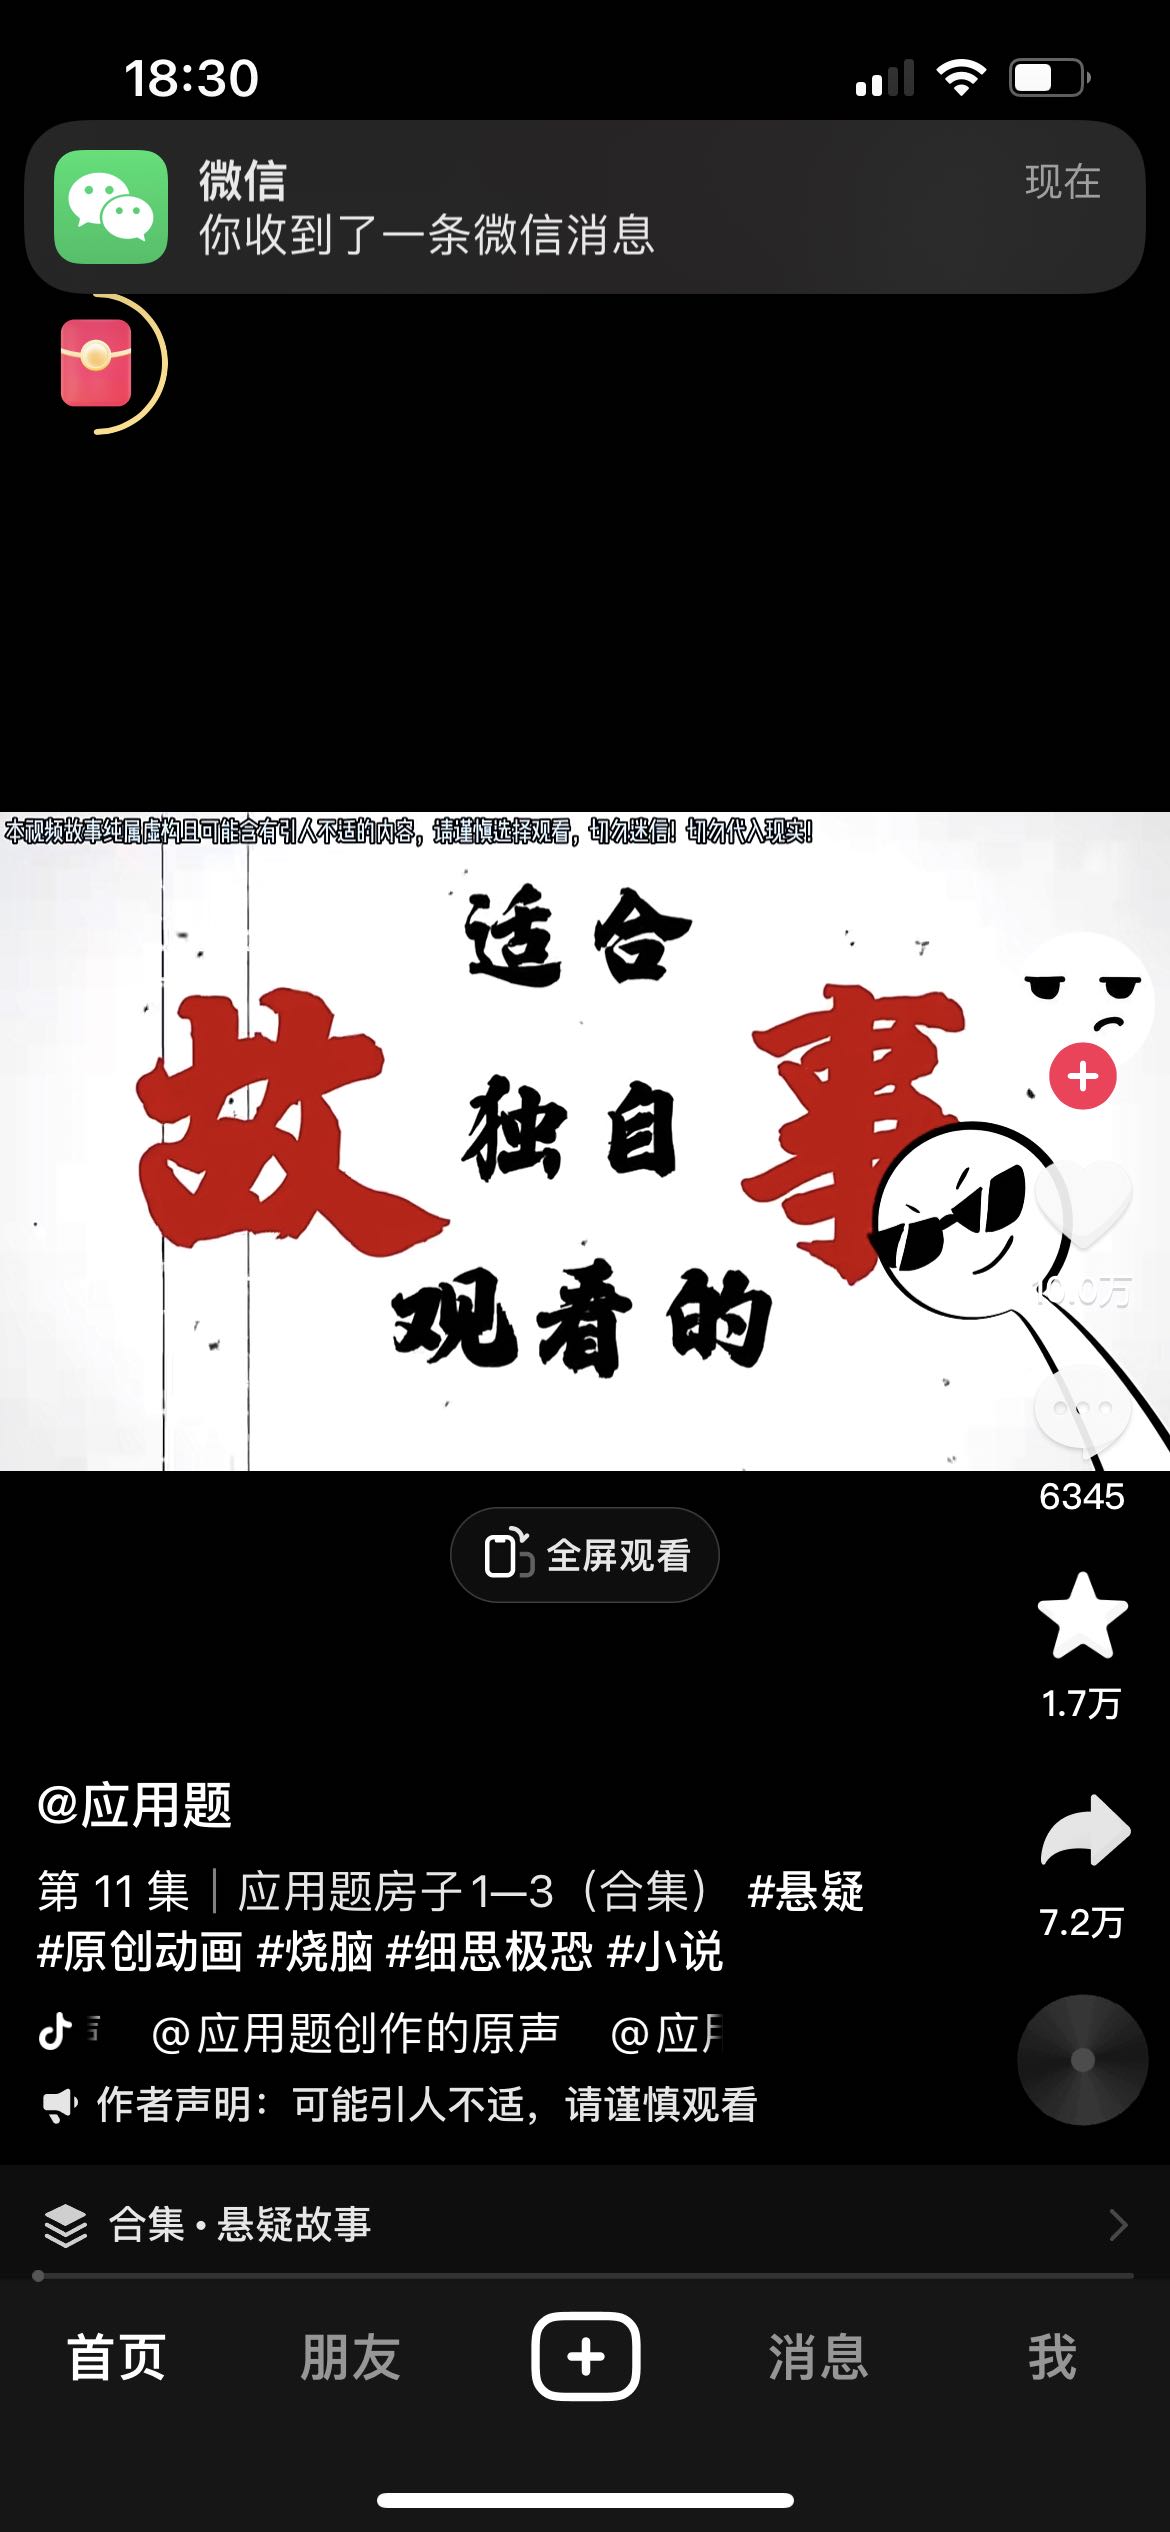 18:30
微信
现在
你收到了一条微信消息
本视频故事纯属虚构且可能含有引人不适的内容，请谨慎选择观看，切勿迷信！切勿代入现实！
适合
故
独自
事
观看的
10.0万
6345
全屏观看
1.7万
@应用题
第 11 集｜应用题房子1—3（合集） #悬疑
7.2万
#原创动画 #烧脑 #细思极恐 #小说
@应用题创作的原声 @应
作者声明：可能引人不适，请谨慎观看
合集·悬疑故事
首页 朋友 消息 我